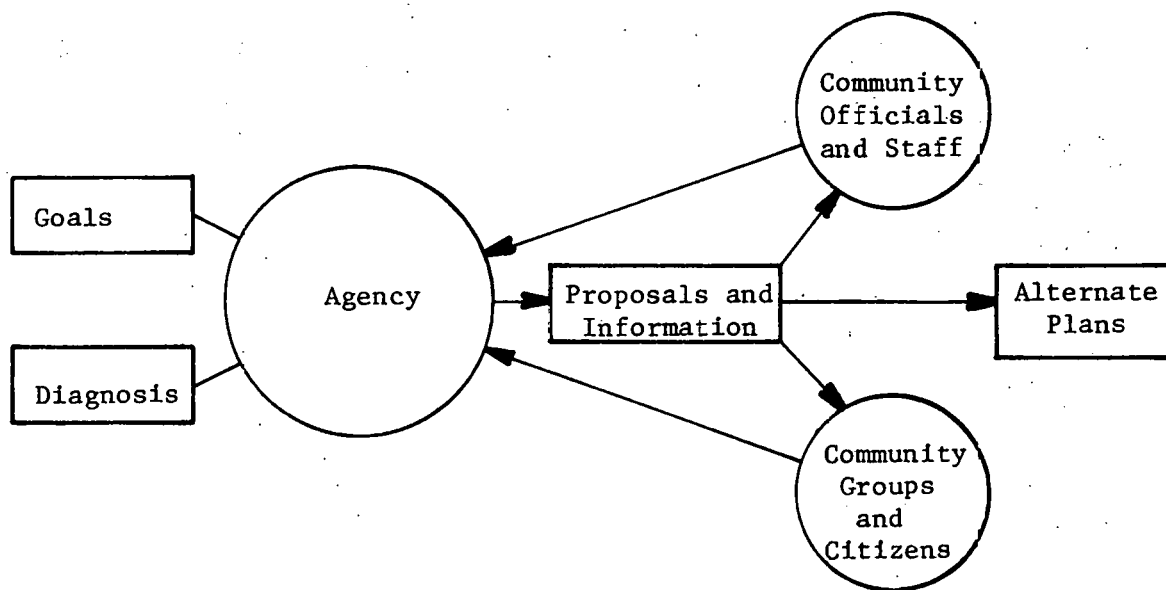 Goals
Diagnosis
Agency
Proposals and
Information
Community
Officials
and Staff
Alternate
Plans
Community
Groups
and
Citizens